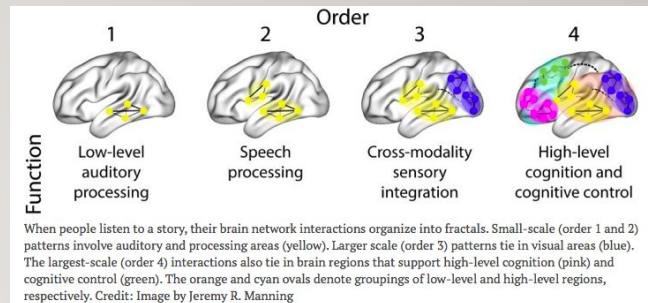 Order
1 2 3 4
Function
Low-level auditory processing
Speech processing
Cross-modality sensory integration
High-level cognition and cognitive control
When people listen to a story, their brain network interactions organize into fractals. Small-scale (order 1 and 2)
patterns involve auditory and processing areas (yellow). Larger scale (order 3) patterns tie in visual areas (blue).
The largest-scale (order 4) interactions also tie in brain regions that support high-level cognition (pink) and
cognitive control (green). The orange and cyan ovals denote groupings of low-level and high-level regions,
respectively. Credit: Image by Jeremy R. Manning